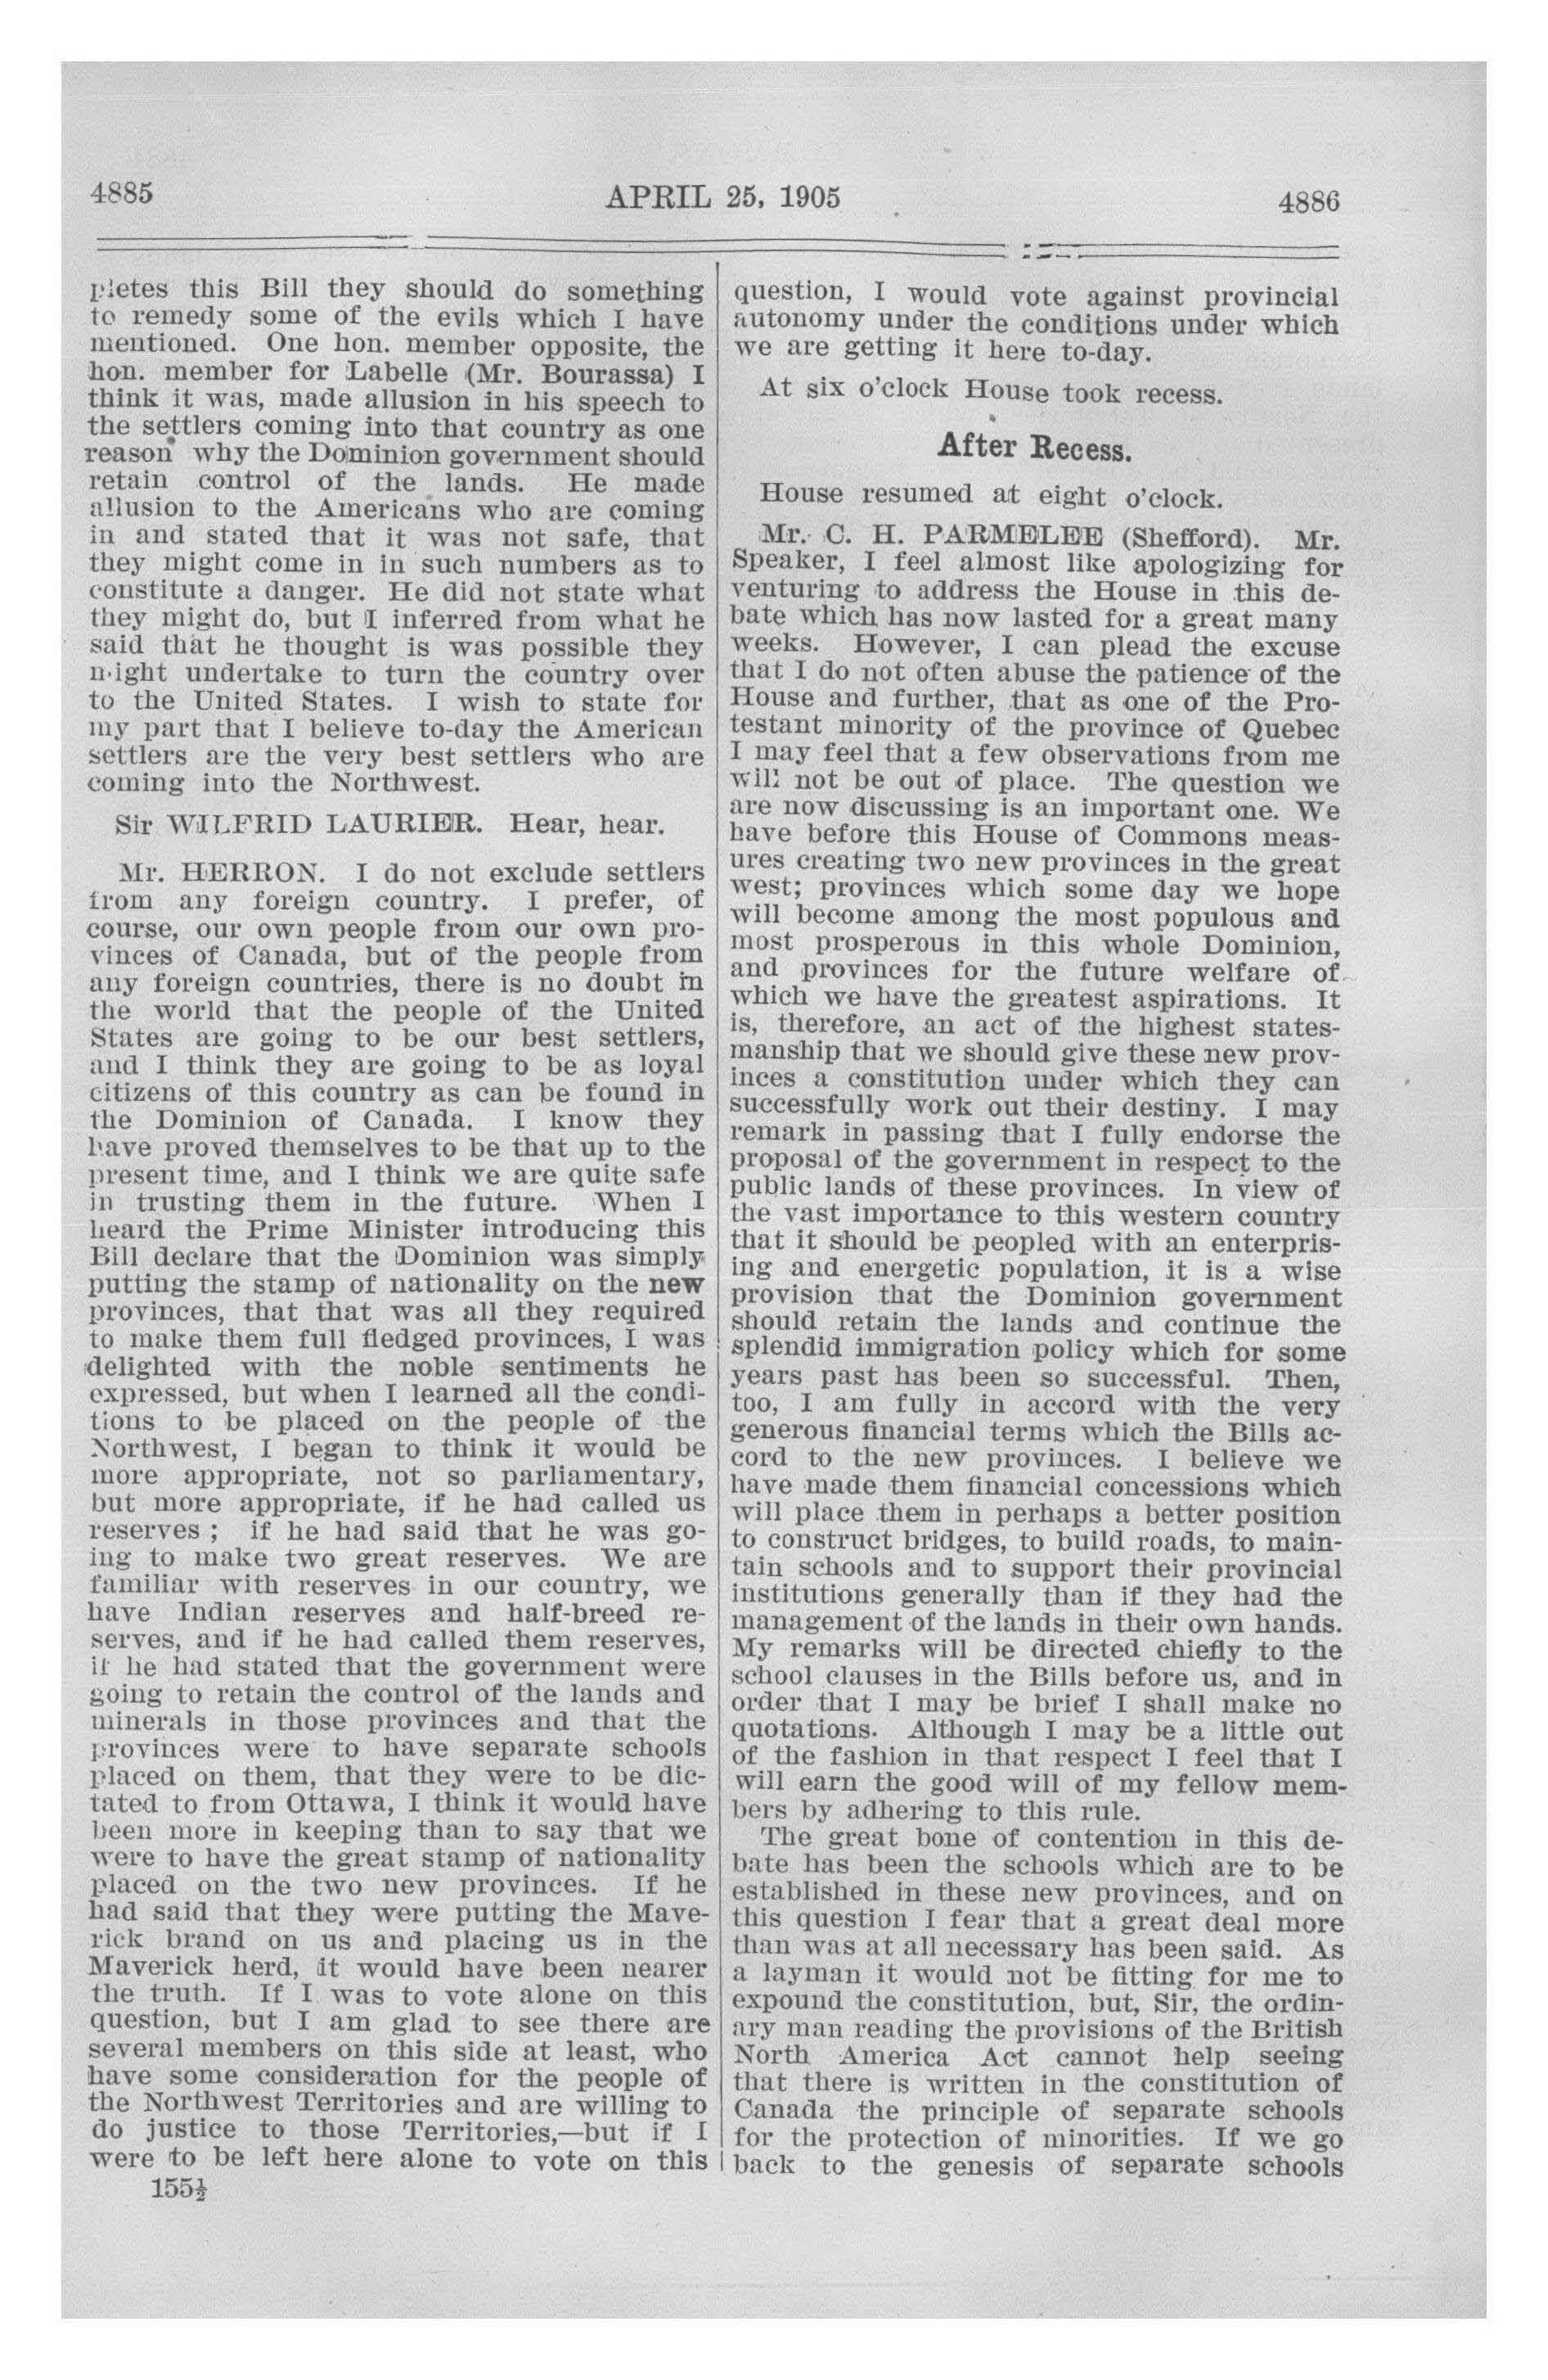 4885
APRIL 25, 1905
4886
pletes this Bill they should do something
to remedy some of the evils which I have
mentioned. One hon. member opposite, the
hon. member for Labelle (Mr. Bourassa) I
think it was, made allusion in his speech to
the settlers coming into that country as one
reason why the Dominion government should
retain control of the lands. He made
allusion to the Americans who are coming
in and stated that it was not safe, that
they might come in in such numbers as to
constitute a danger. He did not state what
they might do, but I inferred from what he
said that he thought is was possible they
might undertake to turn the country over
to the United States. I wish to state for
my part that I believe to-day the American
settlers are the very best settlers who are
coming into the Northwest.
Sir WILFRID LAURIER. Hear, hear.
Mr. HERRON. I do not exclude settlers
from any foreign country. I prefer, of
course, our own people from our own pro-
vinces of Canada, but of the people from
any foreign countries, there is no doubt in
the world that the people of the United
States are going to be our best settlers,
and I think they are going to be as loyal
citizens of this country as can be found in
the Dominion of Canada. I know they
have proved themselves to be that up to the
present time, and I think we are quite safe
in trusting them in the future. When I
heard the Prime Minister introducing this
Bill declare that the Dominion was simply
putting the stamp of nationality on the new
provinces, that that was all they required
to make them full fledged provinces, I was
delighted with the noble sentiments he
expressed, but when I learned all the condi-
tions to be placed on the people of the
Northwest, I began to think it would be
more appropriate, not so parliamentary,
but more appropriate, if he had called us
reserves ; if he had said that he was go-
ing to make two great reserves. We are
familiar with reserves in our country, we
have Indian reserves and half-breed re-
serves, and if he had called them reserves,
if he had stated that the government were
going to retain the control of the lands and
minerals in those provinces and that the
provinces were to have separate schools
placed on them, that they were to be dic-
tated to from Ottawa, I think it would have
been more in keeping than to say that we
were to have the great stamp of nationality
placed on the two new provinces. If he
had said that they were putting the Mave-
rick brand on us and placing us in the
Maverick herd, it would have been nearer
the truth. If I was to vote alone on this
question, but I am glad to see there are
several members on this side at least, who
have some consideration for the people of
the Northwest Territories and are willing to
do justice to those Territories,—but if I
were to be left here alone to vote on this
155½
question, I would vote against provincial
autonomy under the conditions under which
we are getting it here to-day.
At six o'clock House took recess.
After Recess.
House resumed at eight o'clock.
Mr. C. H. PARMELEE (Shefford). Mr.
Speaker, I feel almost like apologizing for
venturing to address the House in this de-
bate which has now lasted for a great many
weeks. However, I can plead the excuse
that I do not often abuse the patience of the
House and further, that as one of the Pro-
testant minority of the province of Quebec
I may feel that a few observations from me
will not be out of place. The question we
are now discussing is an important one. We
have before this House of Commons meas-
ures creating two new provinces in the great
west; provinces which some day we hope
will become among the most populous and
most prosperous in this whole Dominion,
and provinces for the future welfare of
which we have the greatest aspirations. It
is, therefore, an act of the highest states-
manship that we should give these new prov-
inces a constitution under which they can
successfully work out their destiny. I may
remark in passing that I fully endorse the
proposal of the government in respect to the
public lands of these provinces. In view of
the vast importance to this western country
that it should be peopled with an enterpris-
ing and energetic population, it is a wise
provision that the Dominion government
should retain the lands and continue the
splendid immigration policy which for some
years past has been so successful. Then,
too, I am fully in accord with the very
generous financial terms which the Bills ac-
cord to the new provinces. I believe we
have made them financial concessions which
will place them in perhaps a better position
to construct bridges, to build roads, to main-
tain schools and to support their provincial
institutions generally than if they had the
management of the lands in their own hands.
My remarks will be directed chiefly to the
school clauses in the Bills before us, and in
order that I may be brief I shall make no
quotations. Although I may be a little out
of the fashion in that respect I feel that I
will earn the good will of my fellow mem-
bers by adhering to this rule.
The great bone of contention in this de-
bate has been the schools which are to be
established in these new provinces, and on
this question I fear that a great deal more
than was at all necessary has been said. As
a layman it would not be fitting for me to
expound the constitution, but, Sir, the ordin-
ary man reading the provisions of the British
North America Act cannot help seeing
that there is written in the constitution of
Canada the principle of separate schools
for the protection of minorities. If we go
back to the genesis of separate schools